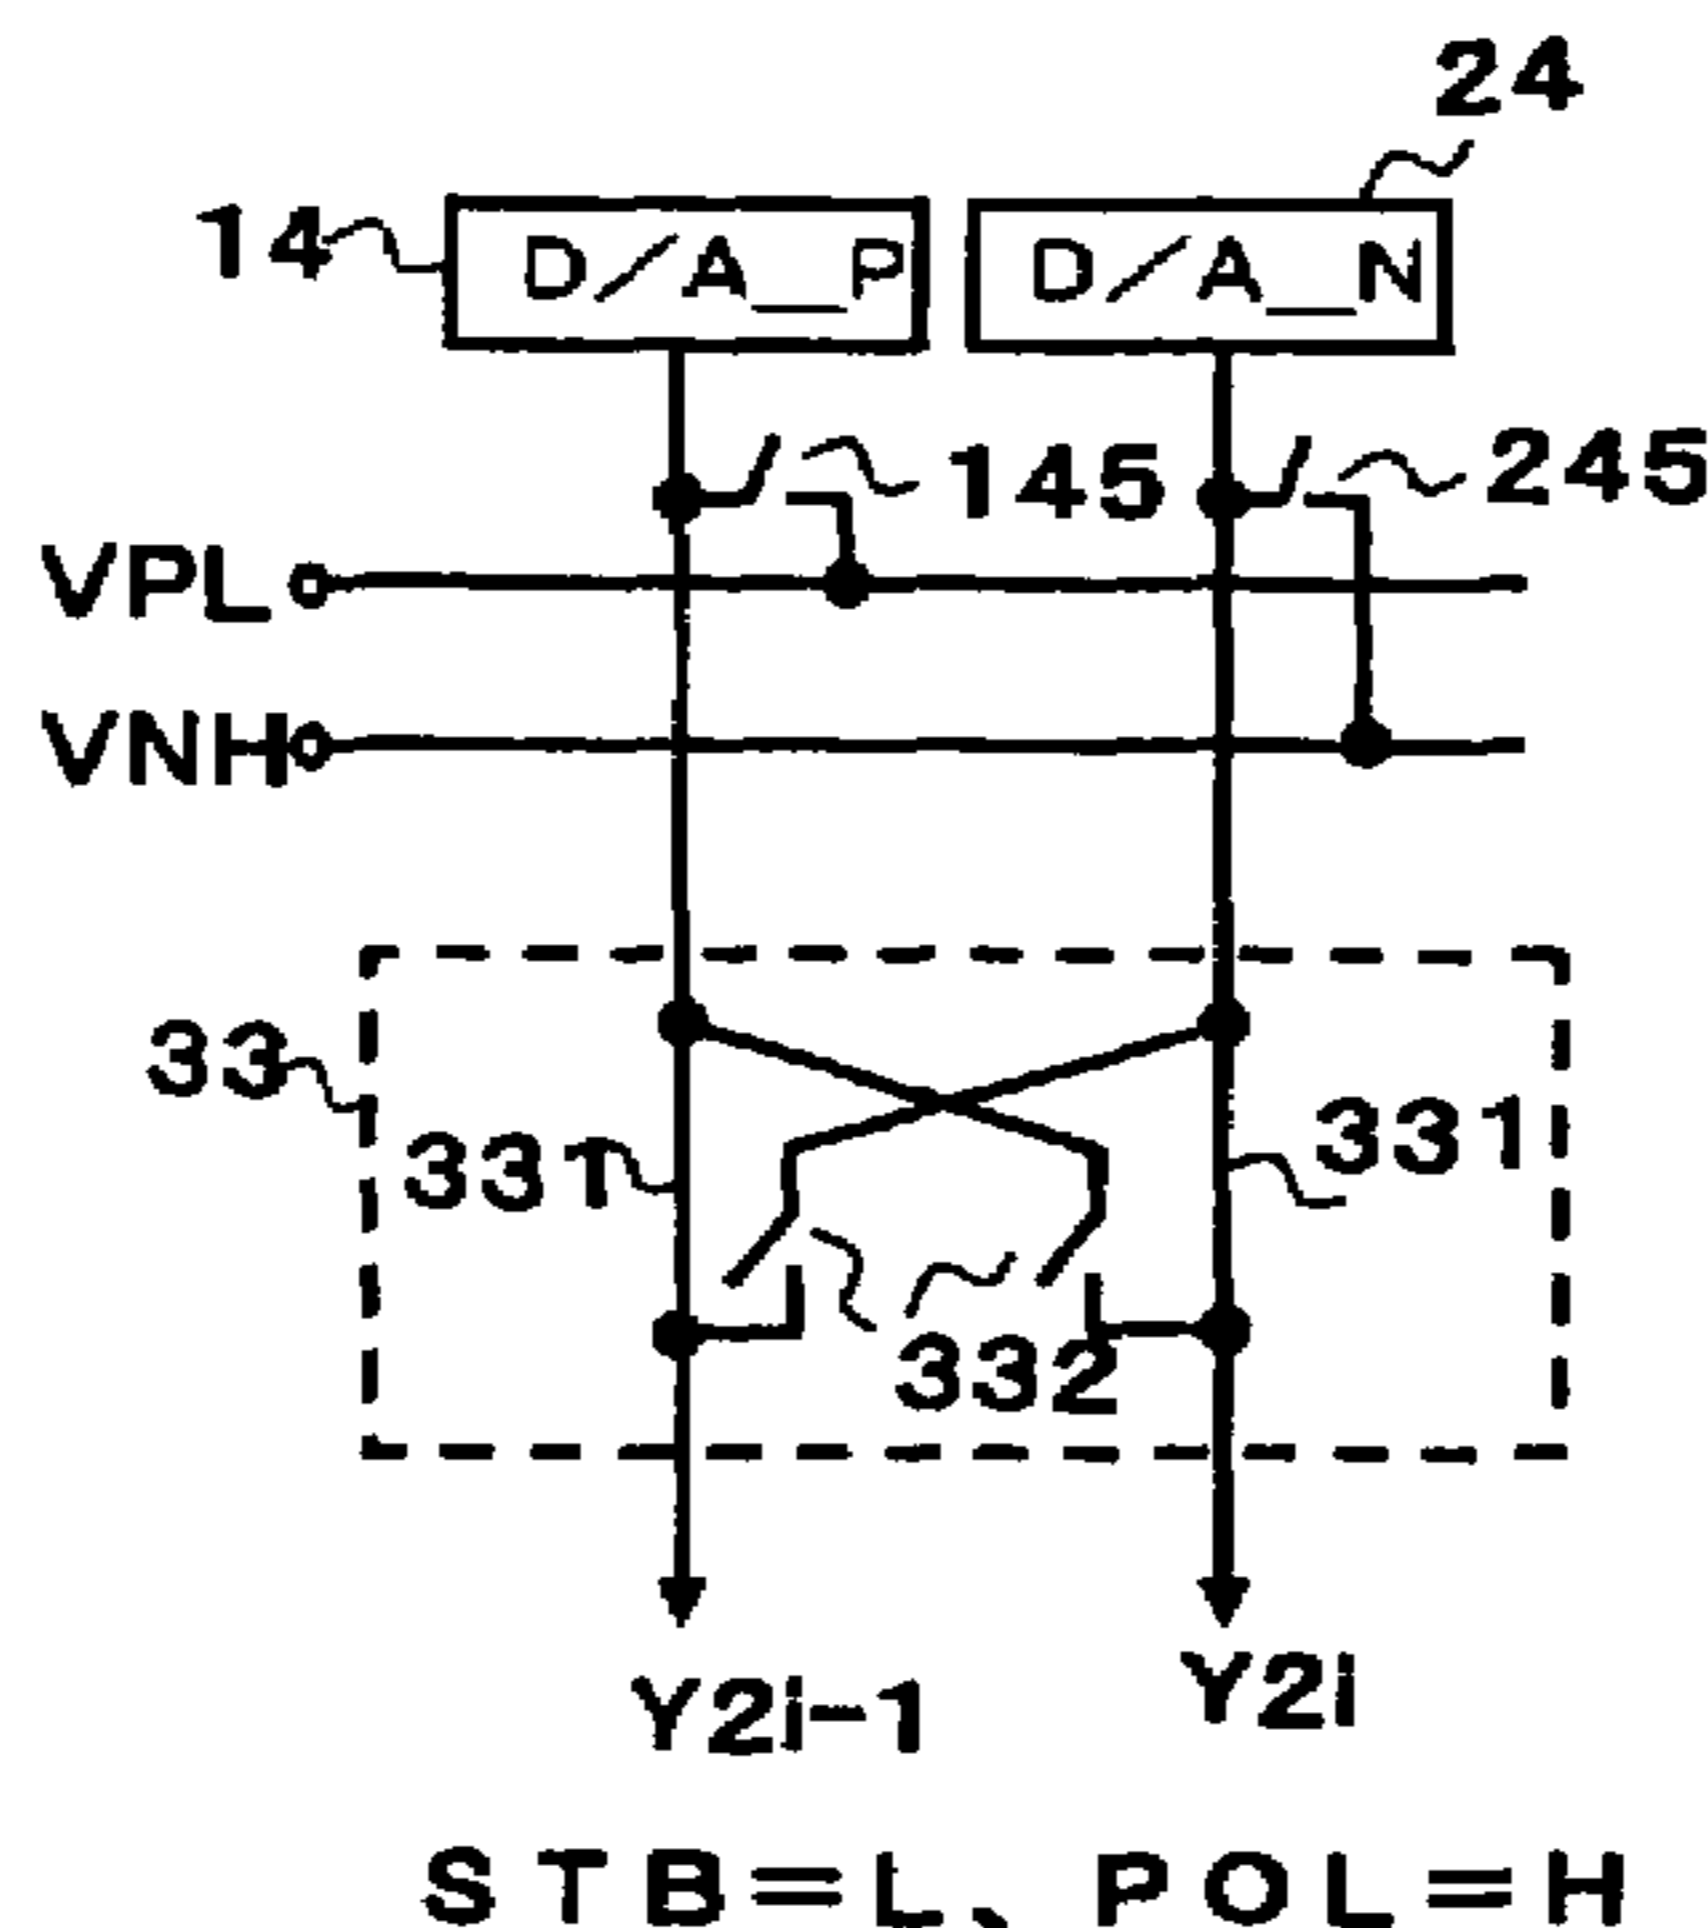 24
14
D/A_P
D/A_N
145
245
VPL
VNH
33
331
331
332
Y2i-1
Y2i
STB=L、POL=H